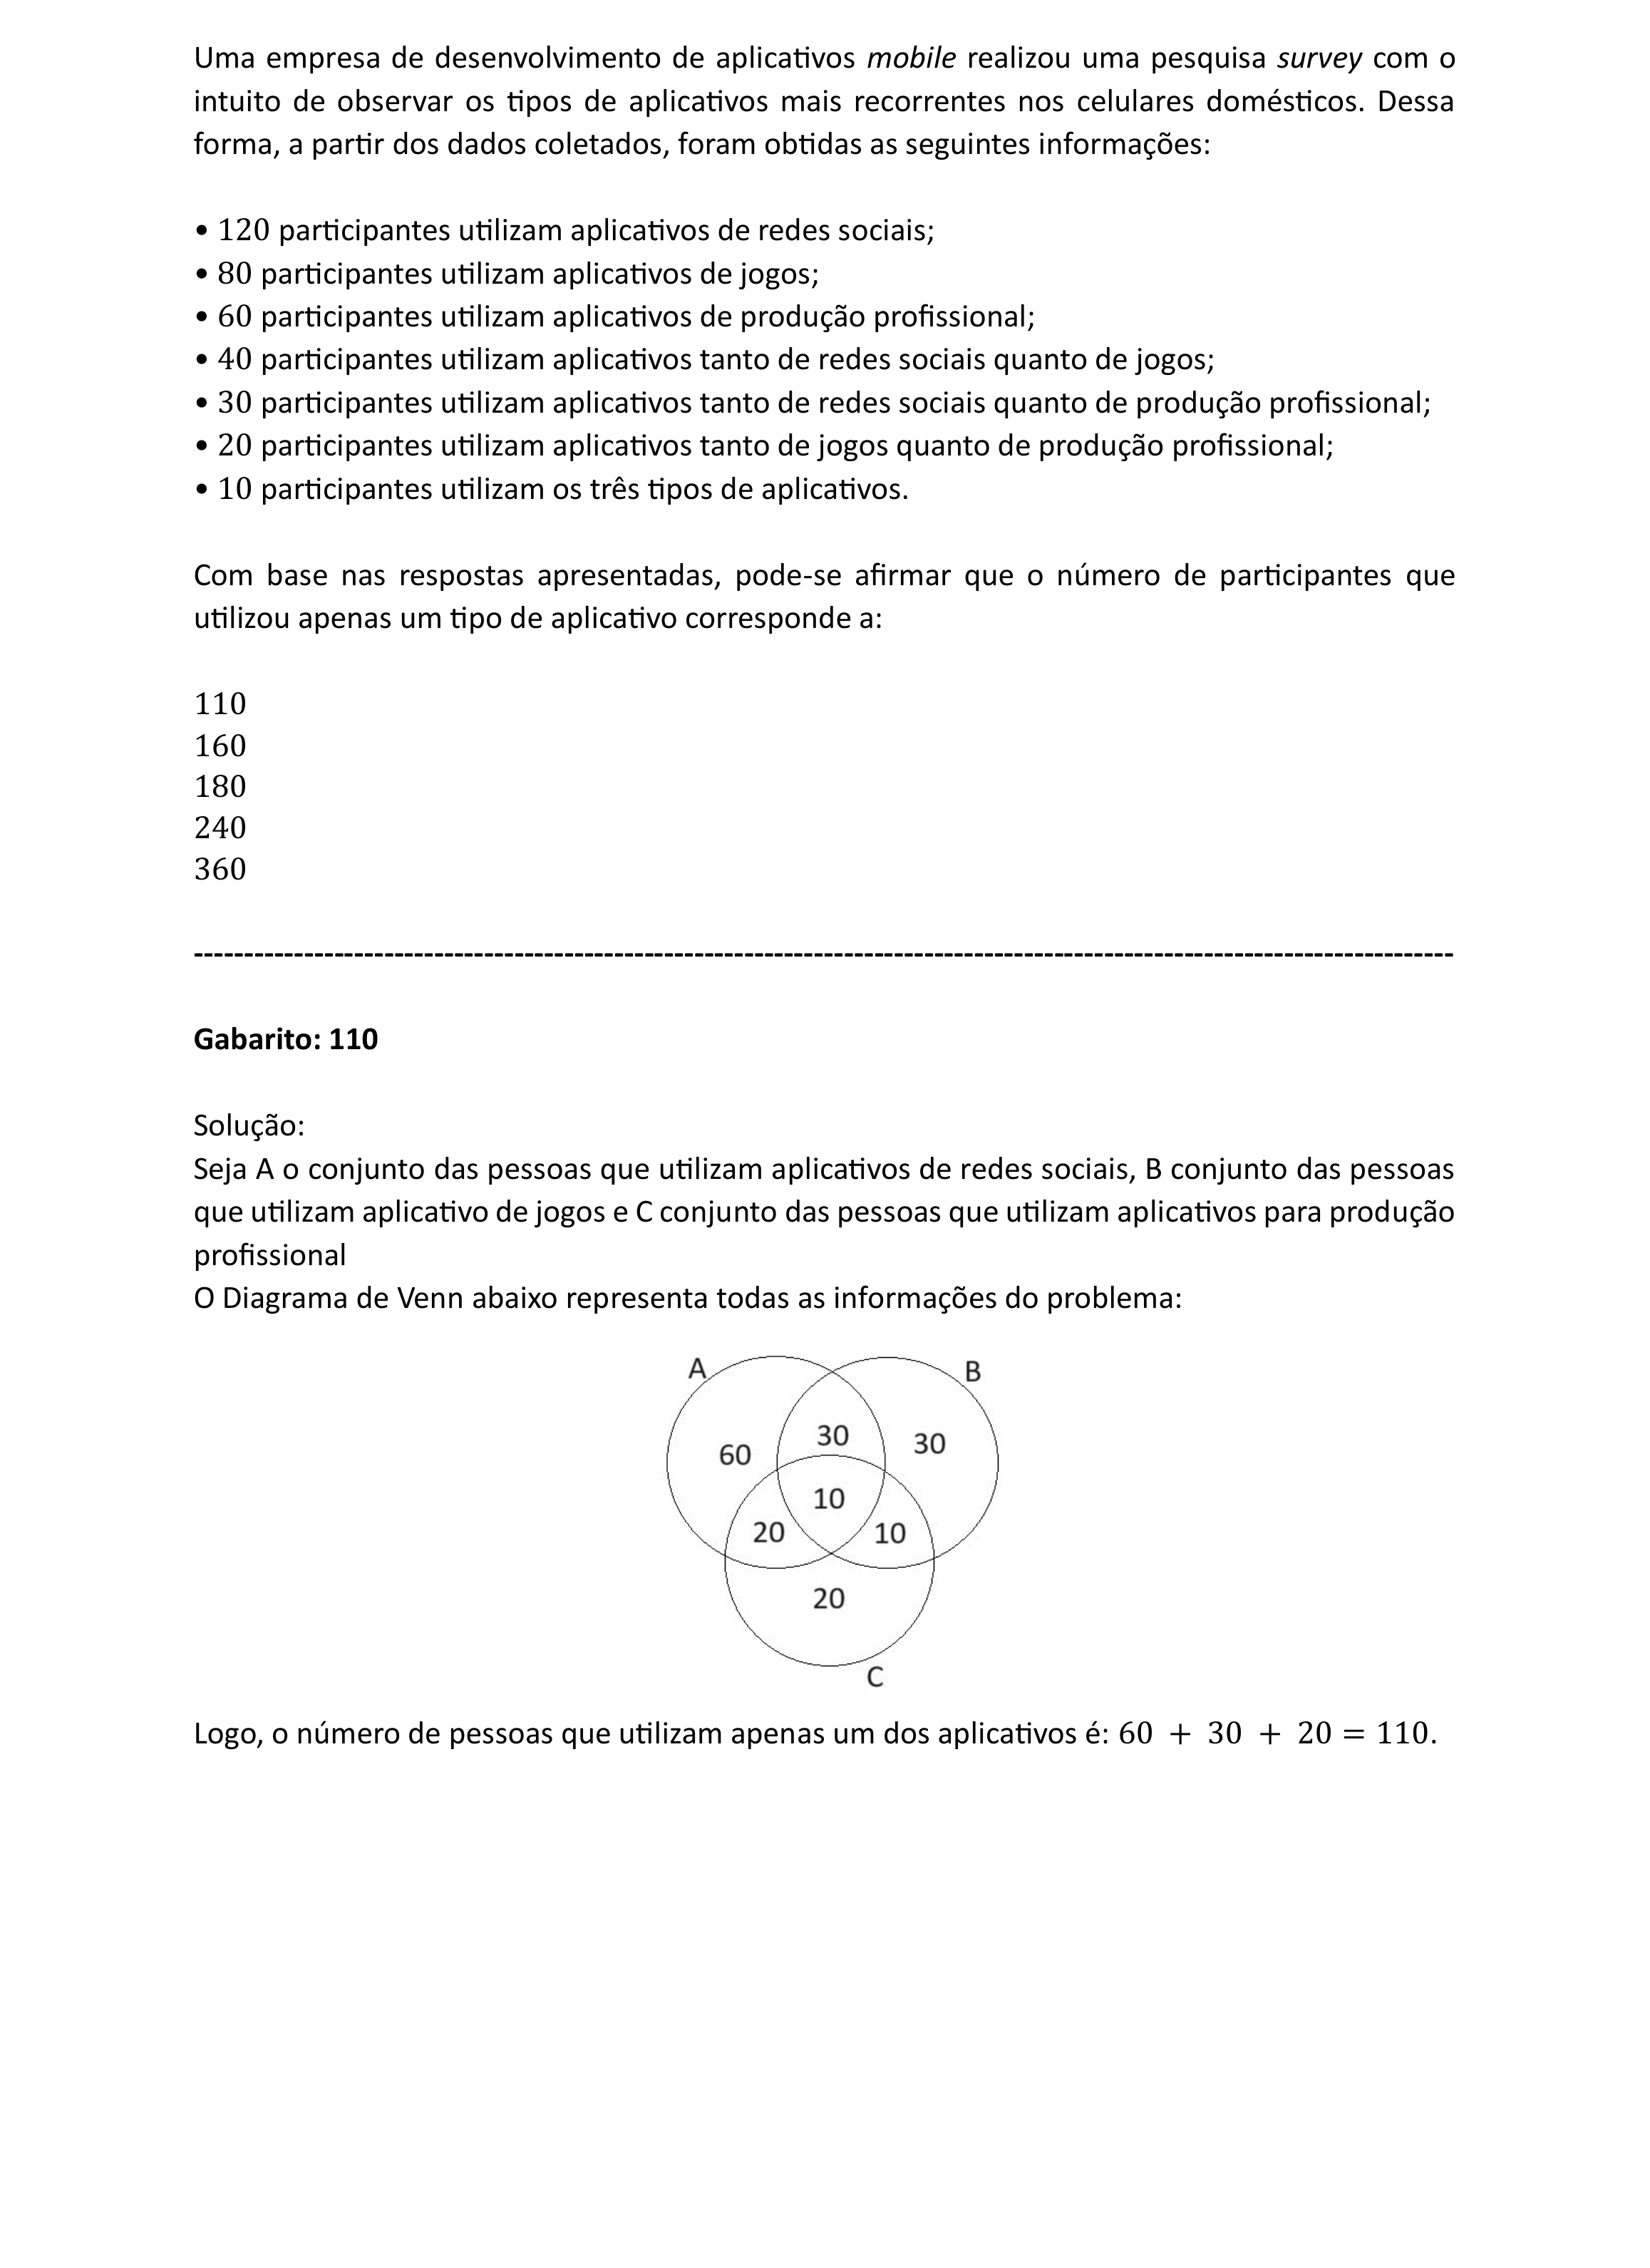 Uma empresa de desenvolvimento de aplicativos mobile realizou uma pesquisa survey com o
intuito de observar os tipos de aplicativos mais recorrentes nos celulares domésticos. Dessa
forma, a partir dos dados coletados, foram obtidas as seguintes informações:
• 120 participantes utilizam aplicativos de redes sociais;
• 80 participantes utilizam aplicativos de jogos;
• 60 participantes utilizam aplicativos de produção profissional;
• 40 participantes utilizam aplicativos tanto de redes sociais quanto de jogos;
• 30 participantes utilizam aplicativos tanto de redes sociais quanto de produção profissional;
• 20 participantes utilizam aplicativos tanto de jogos quanto de produção profissional;
• 10 participantes utilizam os três tipos de aplicativos.
Com base nas respostas apresentadas, pode-se afirmar que o número de participantes que
utilizou apenas um tipo de aplicativo corresponde a:
110
160
180
240
360
------------------------------------------------------------------------------------------------------------------------------
Gabarito: 110
Solução:
Seja A o conjunto das pessoas que utilizam aplicativos de redes sociais, B conjunto das pessoas
que utilizam aplicativo de jogos e C conjunto das pessoas que utilizam aplicativos para produção
profissional
O Diagrama de Venn abaixo representa todas as informações do problema:
A
B
30
30
60
10
20
10
20
C
Logo, o número de pessoas que utilizam apenas um dos aplicativos é: 60 + 30 + 20 = 110.